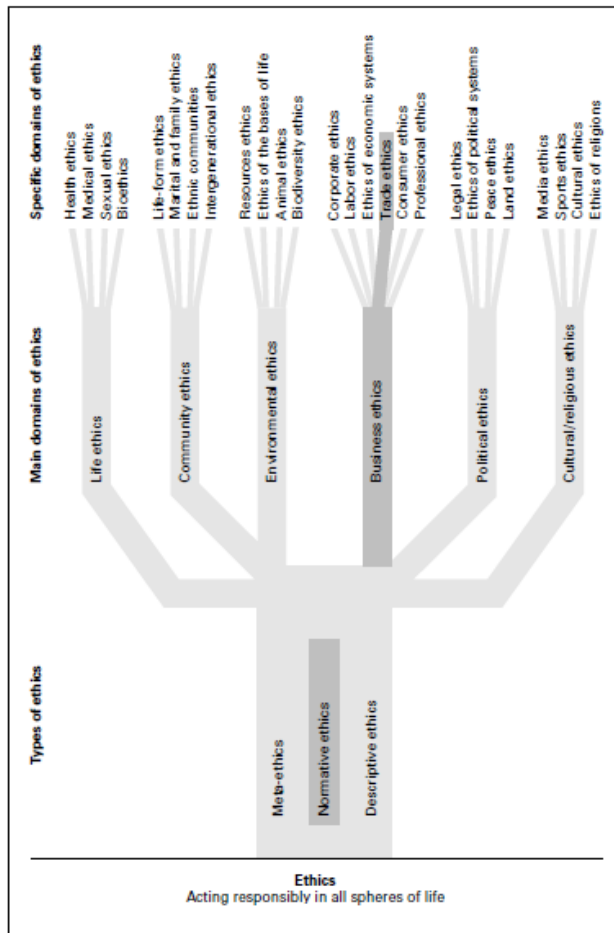 Specific domains of ethics
Health ethics
Medical ethics
Sexual ethics
Bioethics
Life-form ethics
Marital and family ethics
Ethnic communities
Intergenerational ethics
Resources ethics
Ethics of the bases of life
Animal ethics
Biodiversity ethics
Corporate ethics
Labor ethics
Ethics of economic systems
Trade ethics
Consumer ethics
Professional ethics
Legal ethics
Ethics of political systems
Peace ethics
Land ethics
Media ethics
Sports ethics
Cultural ethics
Ethics of religions
Main domains of ethics
Life ethics
Community ethics
Environmental ethics
Business ethics
Political ethics
Cultural/religious ethics
Types of ethics
Meta-ethics
Normative ethics
Descriptive ethics
Ethics
Acting responsibly in all spheres of life